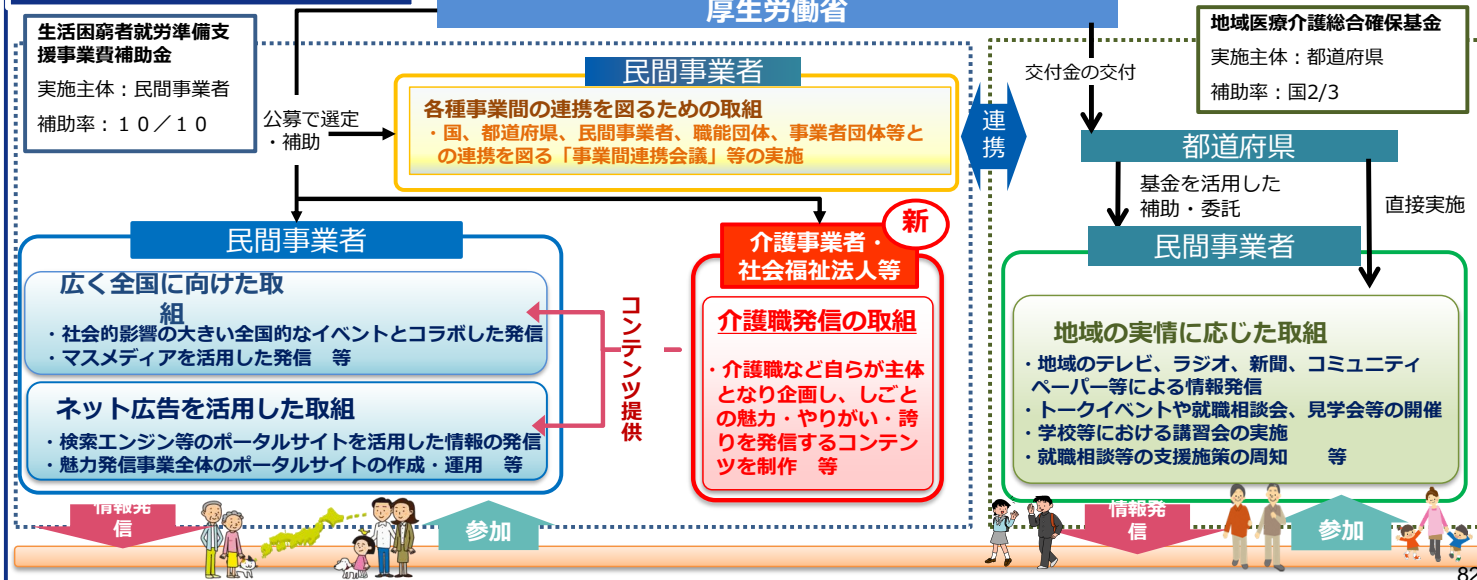 厚生労働省
生活困窮者就労準備支
援事業費補助金
実施主体：民間事業者
補助率：１０／１０
公募で選定
・補助
民間事業者
各種事業間の連携を図るための取組
・国、都道府県、民間事業者、職能団体、事業者団体等と
の連携を図る「事業間連携会議」等の実施
連携
地域医療介護総合確保基金
実施主体：都道府県
補助率：国2/3
交付金の交付
都道府県
基金を活用した
補助・委託
直接実施
民間事業者
広く全国に向けた取
組
・社会的影響の大きい全国的なイベントとコラボした発信
・マスメディアを活用した発信　等
ネット広告を活用した取組
・検索エンジン等のポータルサイトを活用した情報の発信
・魅力発信事業全体のポータルサイトの作成・運用　等
コンテンツ提供
新
介護事業者・
社会福祉法人等
介護職発信の取組
・介護職など自らが主体
となり企画し、しごと
の魅力・やりがい・誇
りを発信するコンテン
ツを制作　等
民間事業者
地域の実情に応じた取組
・地域のテレビ、ラジオ、新聞、コミュニティ
ペーパー等による情報発信
・トークイベントや就職相談会、見学会等の開催
・学校等における講習会の実施
・就職相談等の支援施策の周知　　等
情報発
信
参加
情報発
信
参加
82